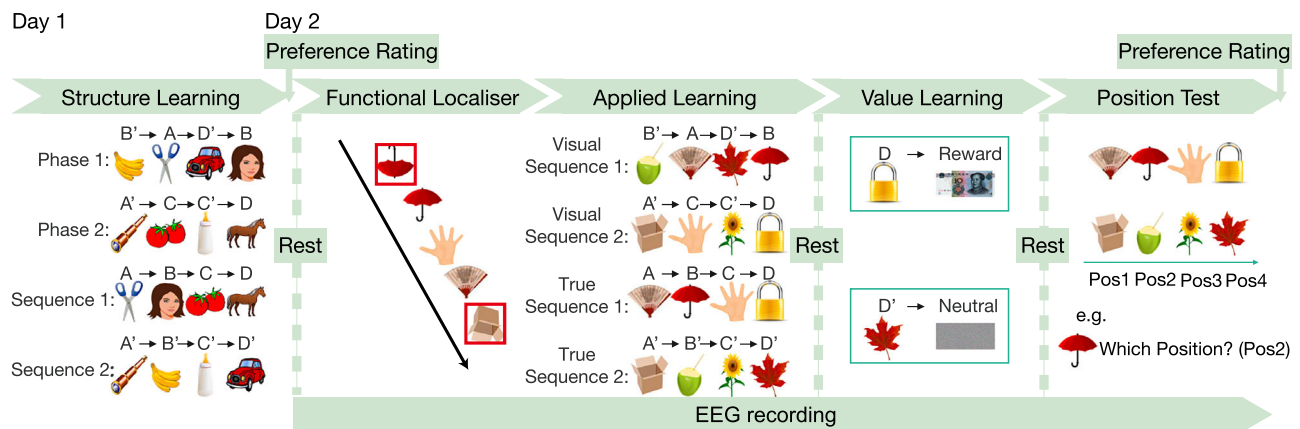 Day 1
Day 2
Preference Rating
Preference Rating
Structure Learning
Functional Localiser
Applied Learning
Value Learning
Position Test
B’→ A→D’→ B
Phase 1:
A’→ C→C’→ D
Phase 2:
A → B→ C → D
Sequence 1:
A’→ B’→ C’→ D’
Sequence 2:
Rest
B’→ A→D’→ B
Visual
Sequence 1:
A’→ C→C’→ D
Visual
Sequence 2:
A → B→ C → D
True
Sequence 1:
A’→ B’→ C’→ D’
True
Sequence 2:
Rest
D → Reward
D’ → Neutral
Rest
Pos1 Pos2 Pos3 Pos4
e.g.
Which Position? (Pos2)
EEG recording